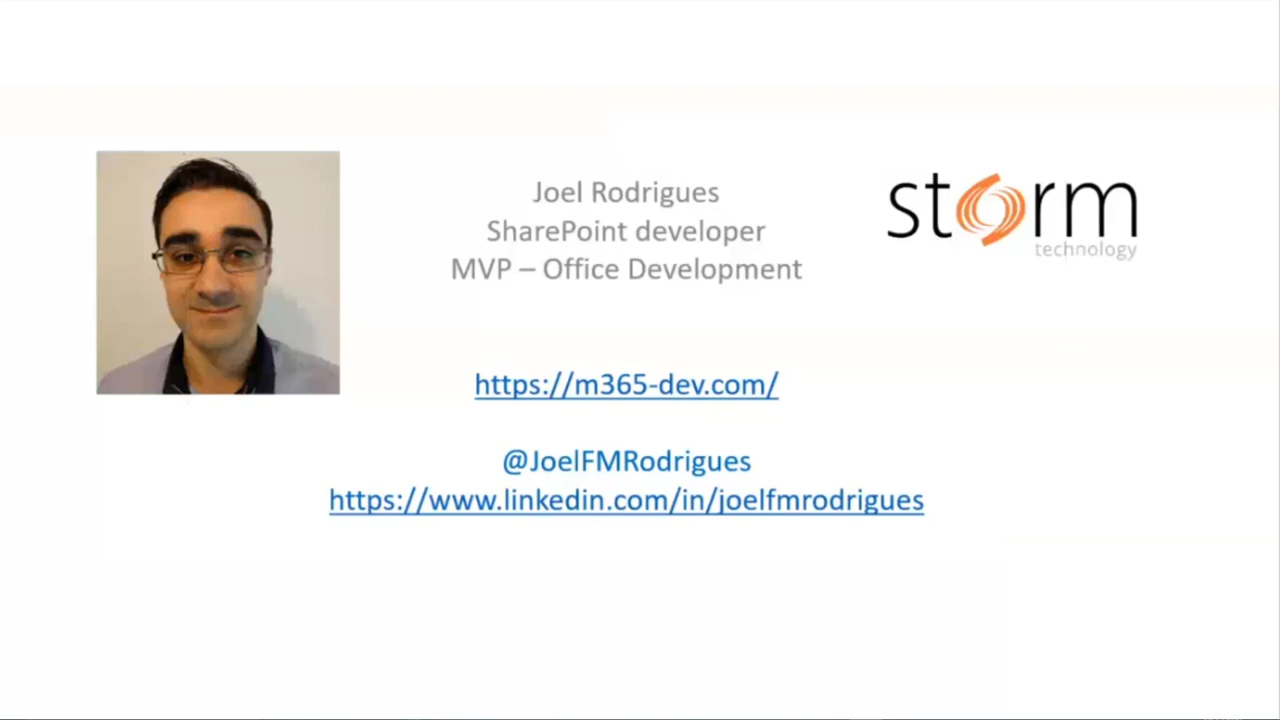 Joel Rodrigues
SharePoint developer
MVP – Office Development
storm
technology
https://m365-dev.com/
@JoelFMRodrigues
https://www.linkedin.com/in/joelfmrodrigues